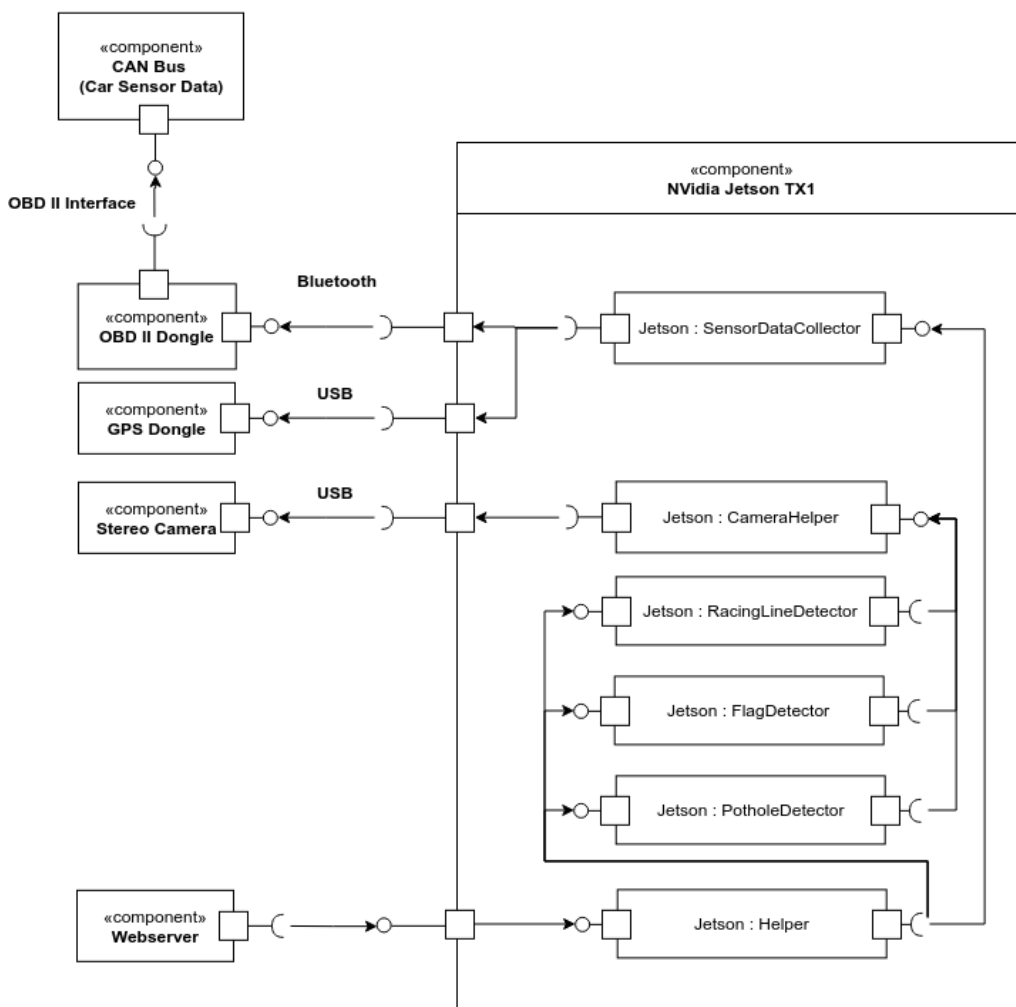 «component»
CAN Bus
(Car Sensor Data)
«component»
NVidia Jetson TX1
OBD II Interface
Bluetooth
«component»
OBD II Dongle
Jetson : SensorDataCollector
USB
«component»
GPS Dongle
USB
«component»
Stereo Camera
Jetson : CameraHelper
Jetson : RacingLineDetector
Jetson : FlagDetector
Jetson : PotholeDetector
«component»
Webserver
Jetson : Helper